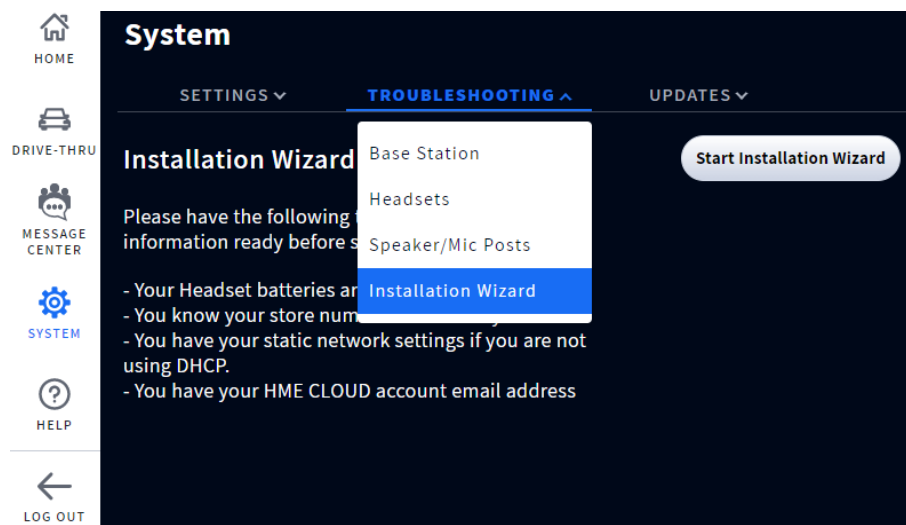 HOME
DRIVE-THRU
MESSAGE
CENTER
SYSTEM
HELP
LOG OUT
System
SETTINGS
TROUBLESHOOTING
UPDATES
Base Station
Headsets
Speaker/Mic Posts
Installation Wizard
Installation Wizard
Start Installation Wizard
Please have the following
information ready before
- Your Headset batteries
- You know your store
- You have your static network settings if you are not
using DHCP.
- You have your HME CLOUD account email address